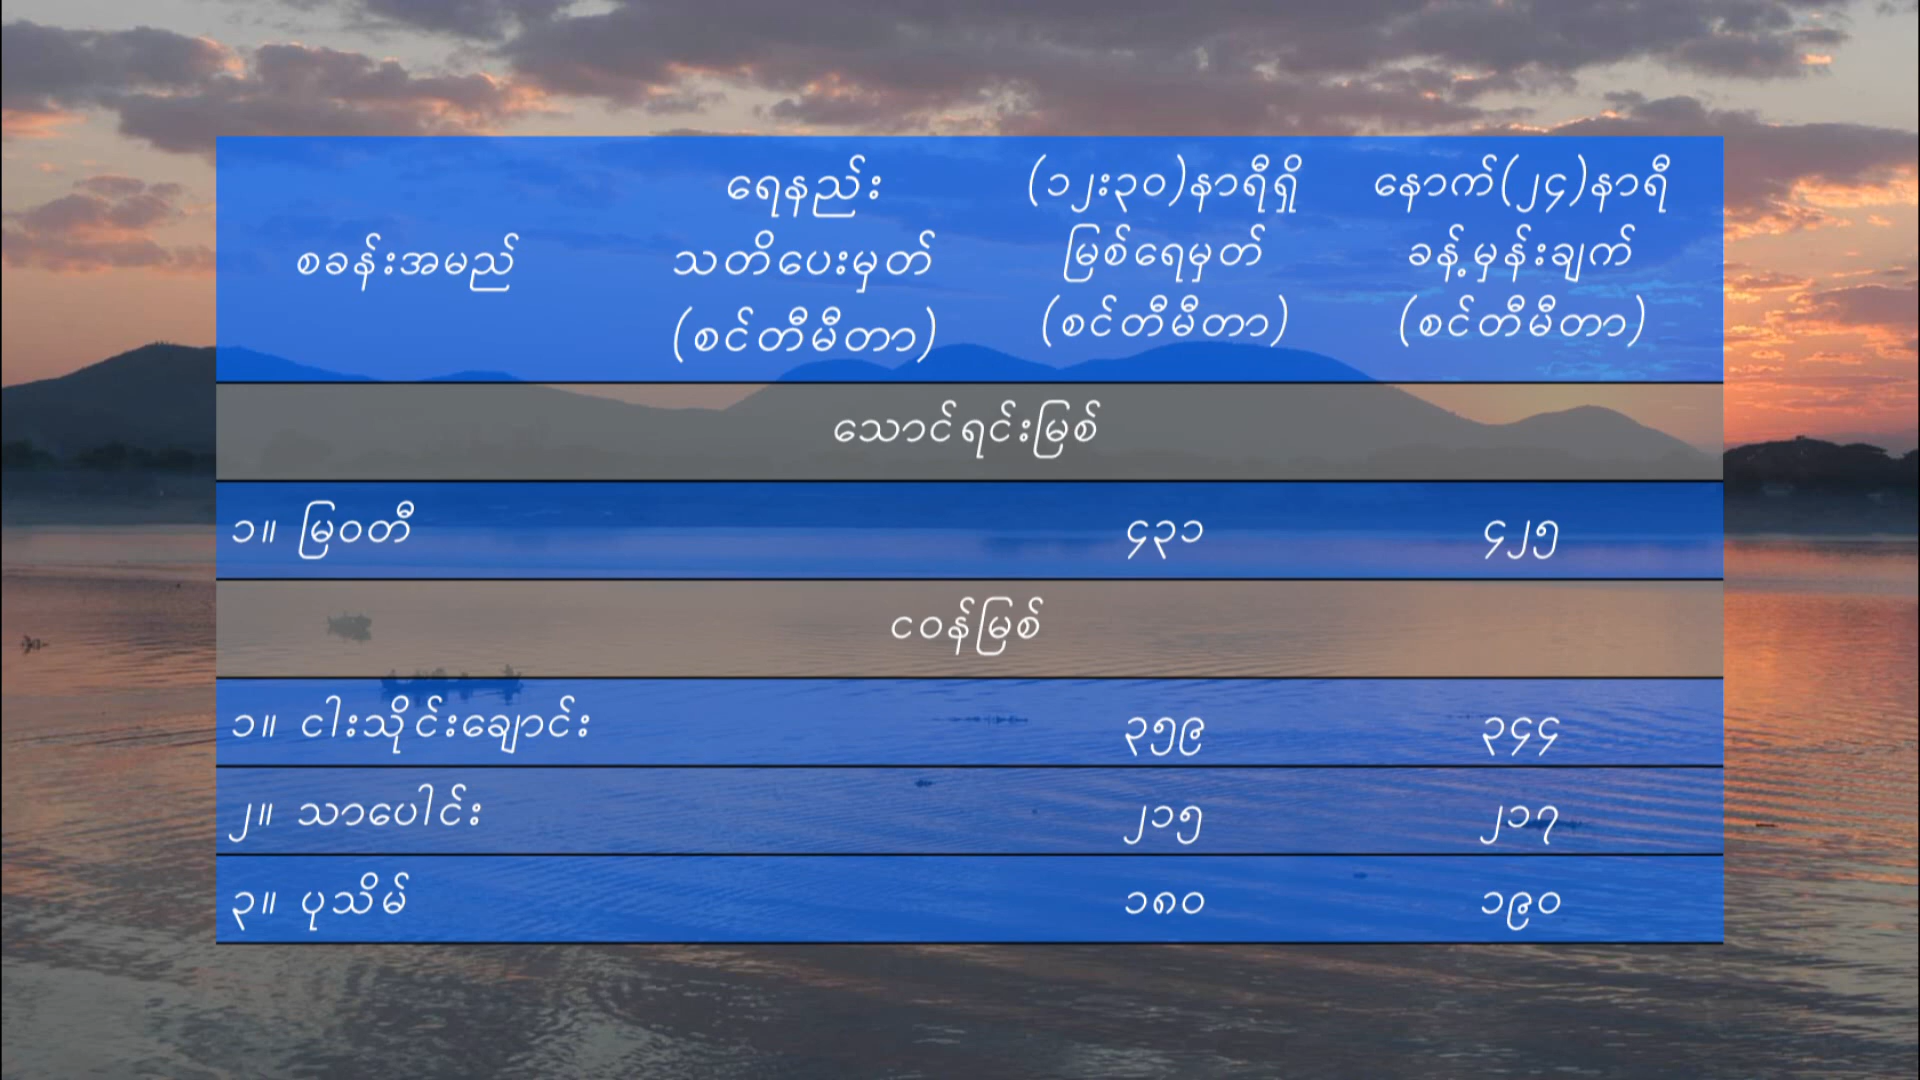 စခန်းအမည်
ရေနည်း
သတိပေးမှတ်
(စင်တီမီတာ)
(၁၂း၃၀)နာရီရှိ
မြစ်ရေမှတ်
(စင်တီမီတာ)
နောက်(၂၄)နာရီ
ခန့်မှန်းချက်
(စင်တီမီတာ)
သောင်ရင်းမြစ်
၁။ မြဝတီ ၄၃၁ ၄၂၅
ငဝန်မြစ်
၁။ ငါးသိုင်းချောင်း ၃၅၉ ၃၄၄
၂။ သာပေါင်း ၂၁၅ ၂၁၇
၃။ ပုသိမ် ၁၈၀ ၁၉၀